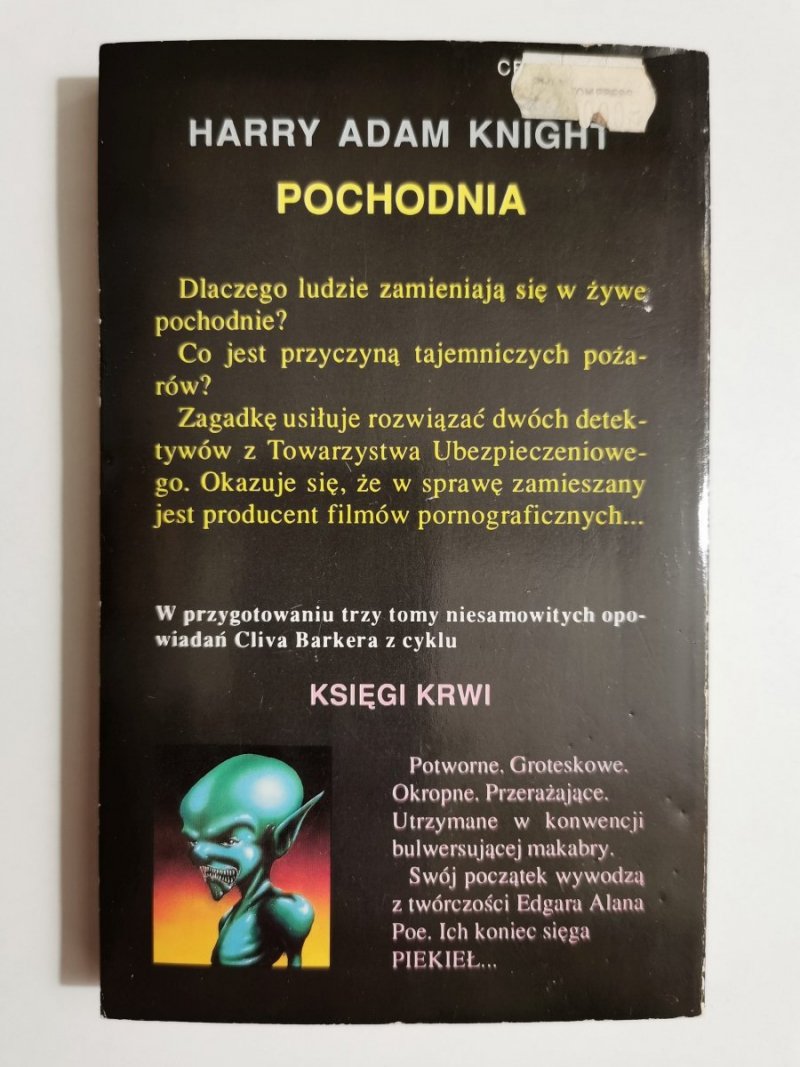 HARRY ADAM KNIGHT
POCHODNIA
Dlaczego ludzie zamieniają się w żywe
pochodnie?
Co jest przyczyną tajemniczych poża-
rów?
Zagadkę usiłuje rozwiązać dwóch detek-
tywów z Towarzystwa Ubezpieczeniowe-
go. Okazuje się, że w sprawę zamieszany
jest producent filmów pornograficznych...
W przygotowaniu trzy tomy niesamowitych opo-
wiadań Cliva Barkera z cyklu
KSIĘGI KRWI
Potworne. Groteskowe.
Okropne. Przerażające.
Utrzymane w konwencji
bulwersującej makabry.
Swój początek wywodzą
z twórczości Edgara Alana
Poe. Ich koniec sięga
PIEKIEŁ...